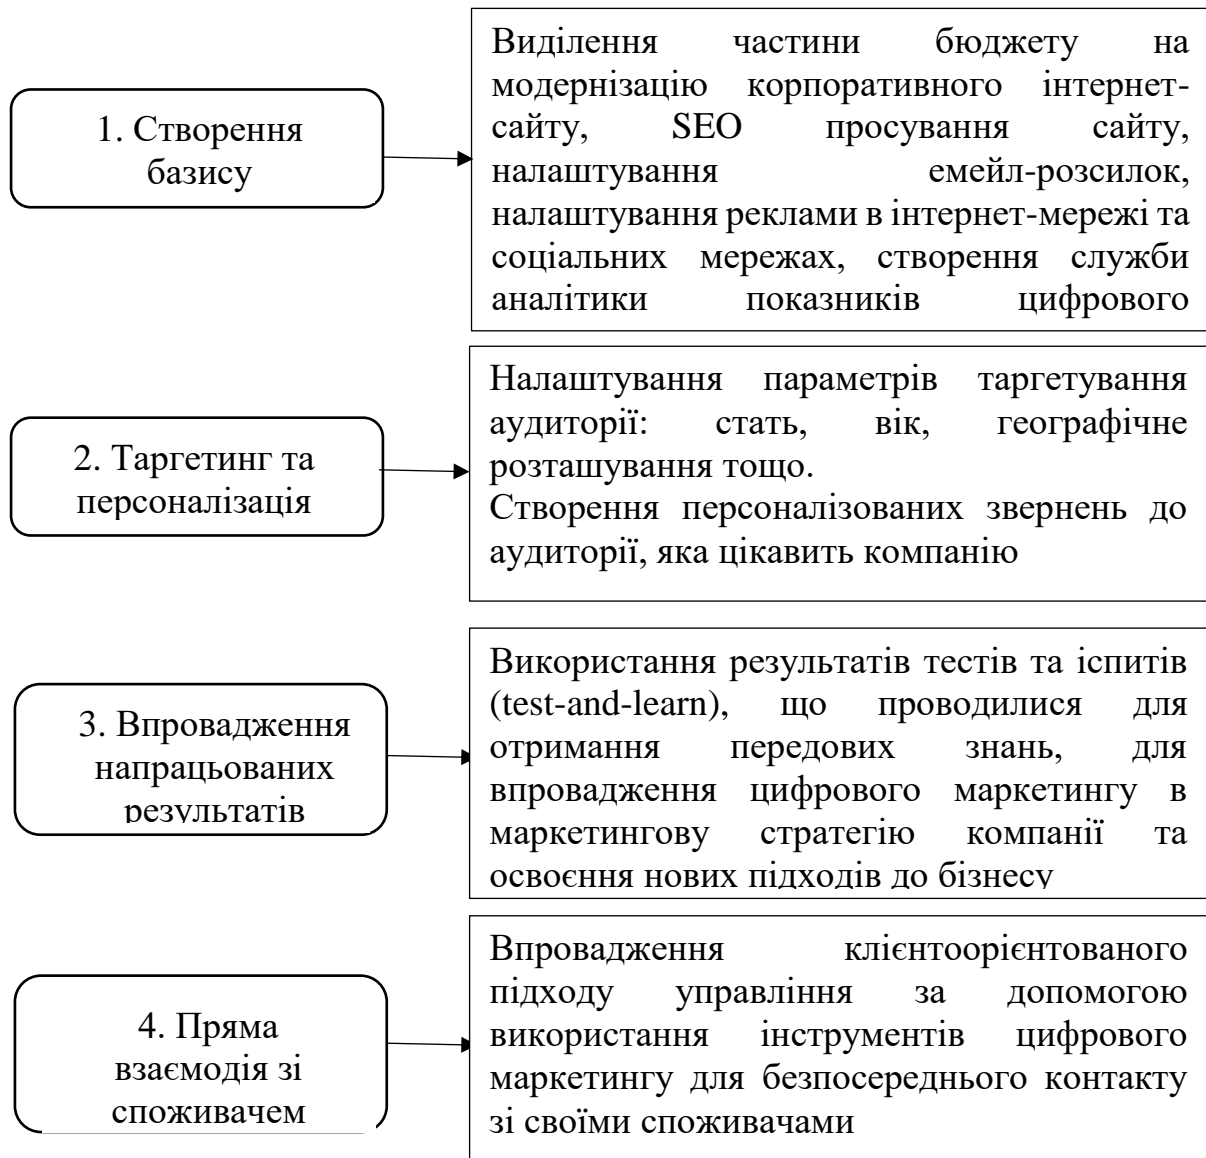 1. Створення
базису
Виділення частини бюджету на
модернізацію корпоративного інтернет-
сайту, SEO просування сайту,
налаштування емейл-розсилок,
налаштування реклами в інтернет-мережі та
соціальних мережах, створення служби
аналітики показників цифрового
2. Таргетинг та
персоналізація
Налаштування параметрів таргетування
аудиторії: стать, вік, географічне
розташування тощо.
Створення персоналізованих звернень до
аудиторії, яка цікавить компанію
3. Впровадження
напрацьованих
результатів
Використання результатів тестів та іспитів
(test-and-learn), що проводилися для
отримання передових знань, для
впровадження цифрового маркетингу в
маркетингову стратегію компанії та
освоєння нових підходів до бізнесу
4. Пряма
взаємодія зі
споживачем
Впровадження клієнтоорієнтованого
підходу управління за допомогою
використання інструментів цифрового
маркетингу для безпосереднього контакту
зі своїми споживачами